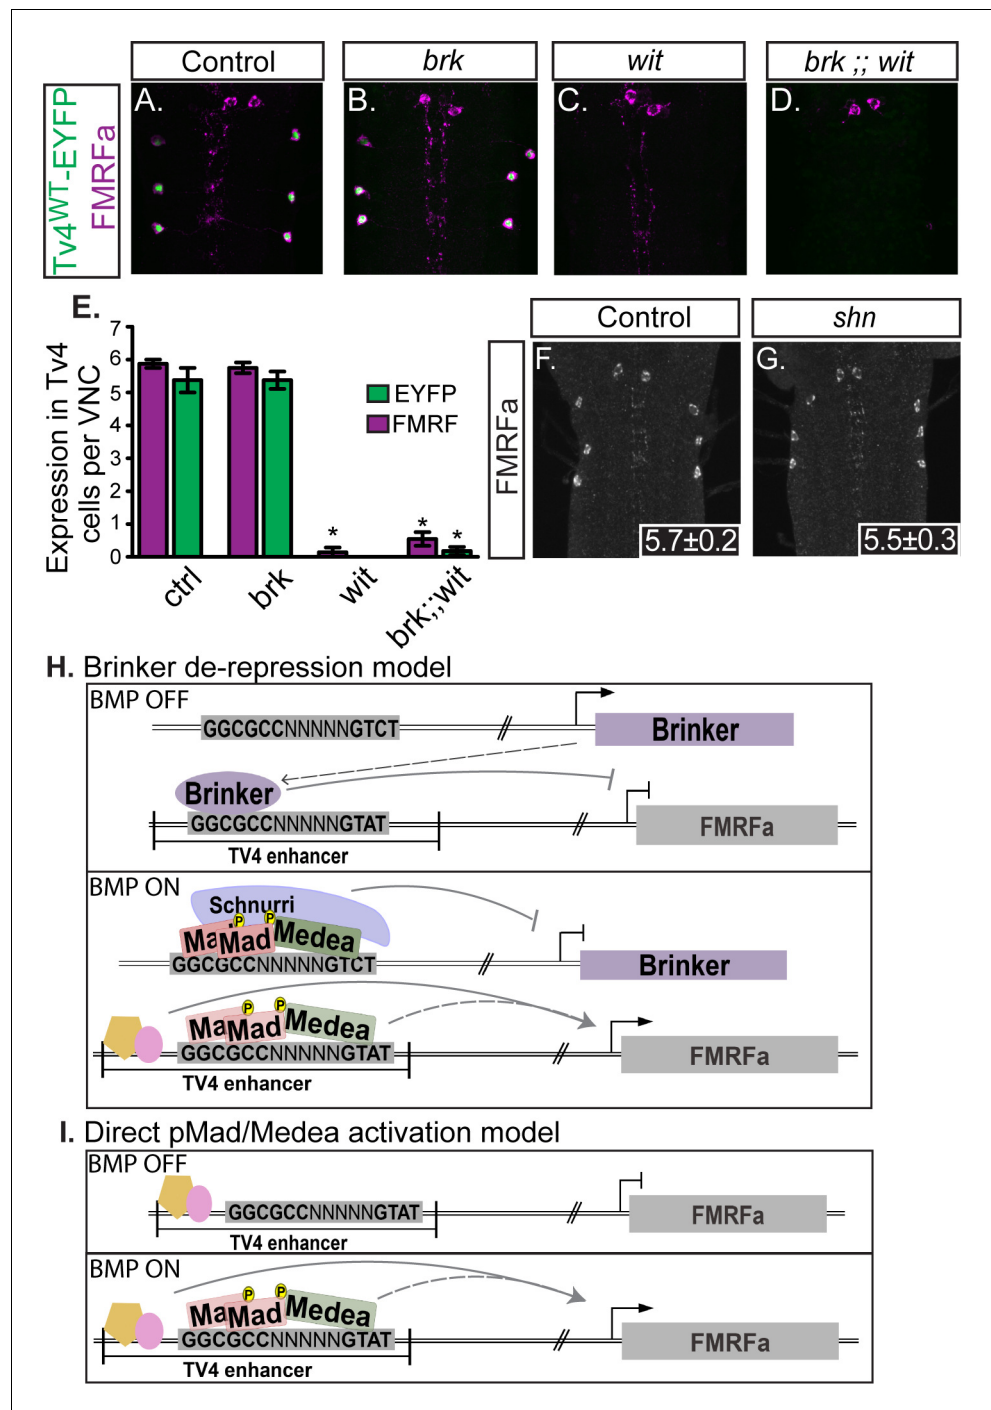 Control
brk
wit
brk ;; wit
Tv4WT-EYFP
FMRFa
A.
B.
C.
D.
E.
Expression in Tv4
cells per VNC
7
6
5
4
3
2
1
0
EYFP
FMRF
*
*
*
ctrl
brk
wit
brk;;wit
Control
shn
FMRFa
F.
G.
5.7±0.2
5.5±0.3
H. Brinker de-repression model
BMP OFF
GGCGCCNNNNNGTCT
Brinker
Brinker
GGCGCCNNNNNGTAT
FMRFa
TV4 enhancer
BMP ON
Schnurri
P
P
Ma
Mad
Medea
GGCGCCNNNNNGTCT
Brinker
P
P
Ma
Mad
Medea
GGCGCCNNNNNGTAT
FMRFa
TV4 enhancer
I. Direct pMad/Medea activation model
BMP OFF
GGCGCCNNNNNGTAT
FMRFa
TV4 enhancer
BMP ON
P
P
Ma
Mad
Medea
GGCGCCNNNNNGTAT
FMRFa
TV4 enhancer